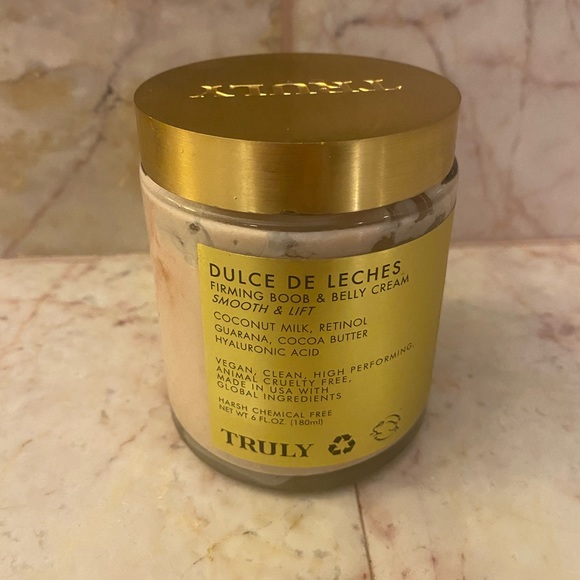 TRULY
DULCE DE LECHES
FIRMING BOOB & BELLY CREAM
SMOOTH & LIFT
COCONUT MILK, RETINOL
GUARANA, COCOA BUTTER
HYALURONIC ACID
VEGAN, CLEAN, HIGH PERFORMING,
ANIMAL CRUELTY FREE,
MADE IN USA WITH
GLOBAL INGREDIENTS
HARSH CHEMICAL FREE
NET WT 6 FL OZ. (180ml)
TRULY